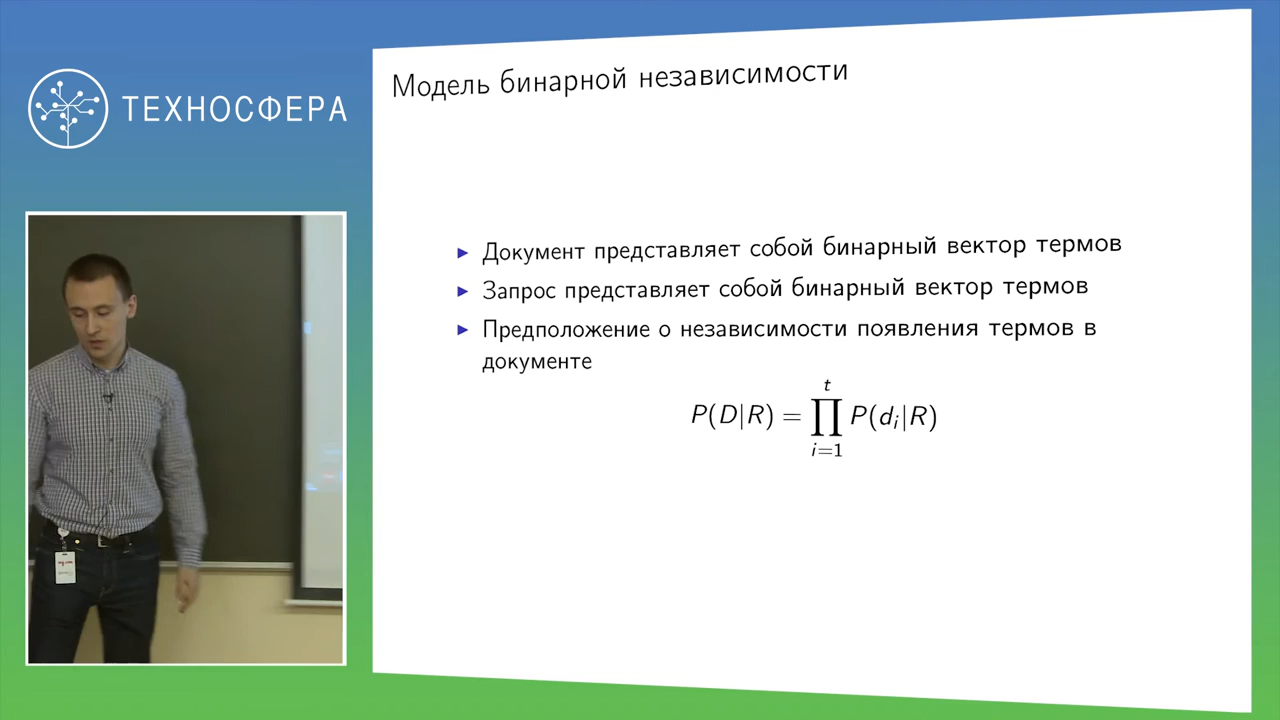 ТЕХНОСФЕРА
Модель бинарной независимости
Документ представляет собой бинарный вектор термов
Запрос представляет собой бинарный вектор термов
Предположение о независимости появления термов в
документе
P(D|R) = ∏_{i=1}^{t} P(d_i|R)